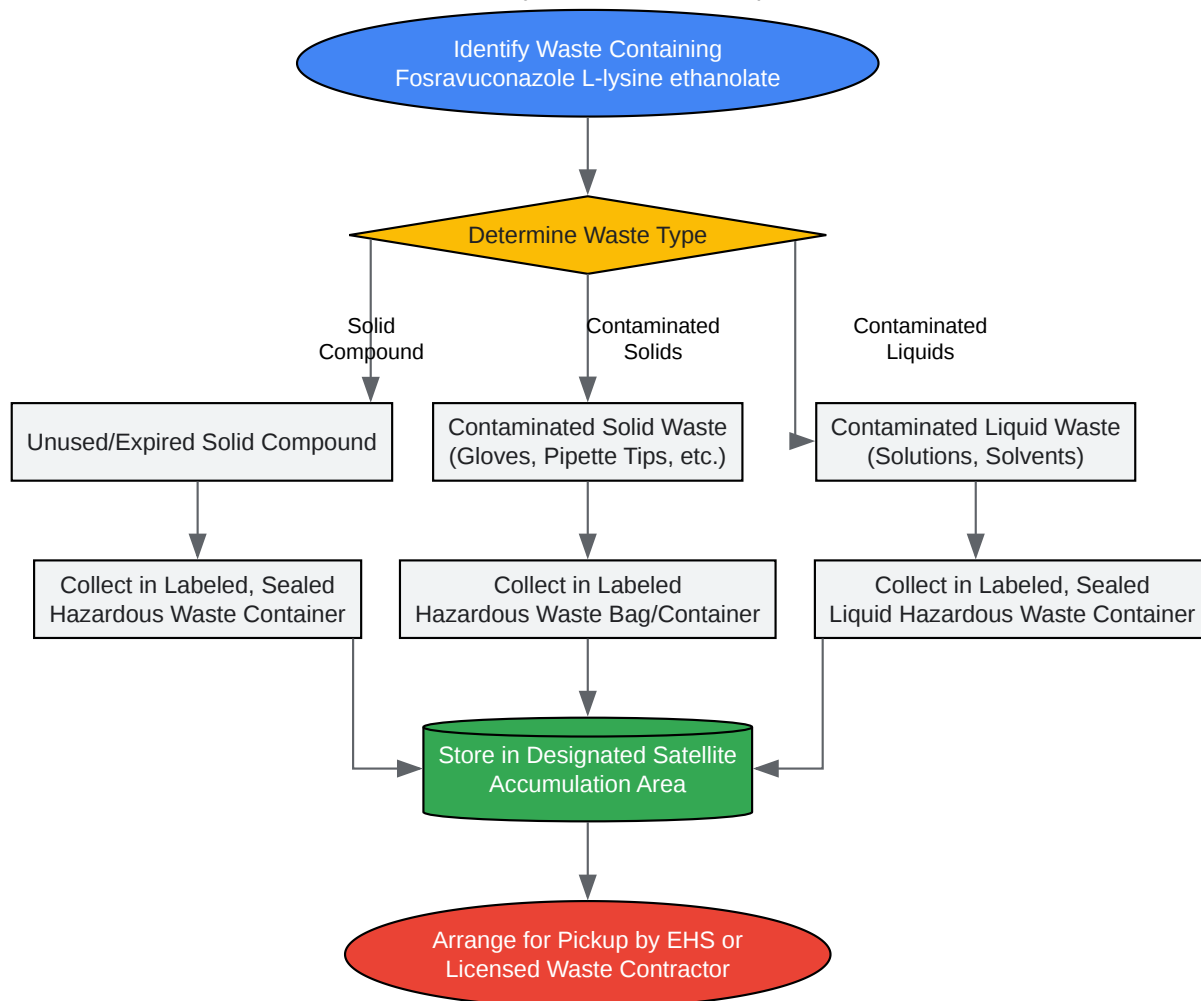 Identify Waste Containing
Fosravuconazole L-lysine ethanolate
Determine Waste Type
Solid
Compound
Contaminated
Solids
Contaminated
Liquids
Unused/Expired Solid Compound
Contaminated Solid Waste
(Gloves, Pipette Tips, etc.)
Contaminated Liquid Waste
(Solutions, Solvents)
Collect in Labeled, Sealed
Hazardous Waste Container
Collect in Labeled
Hazardous Waste Bag/Container
Collect in Labeled, Sealed
Liquid Hazardous Waste Container
Store in Designated Satellite
Accumulation Area
Arrange for Pickup by EHS or
Licensed Waste Contractor